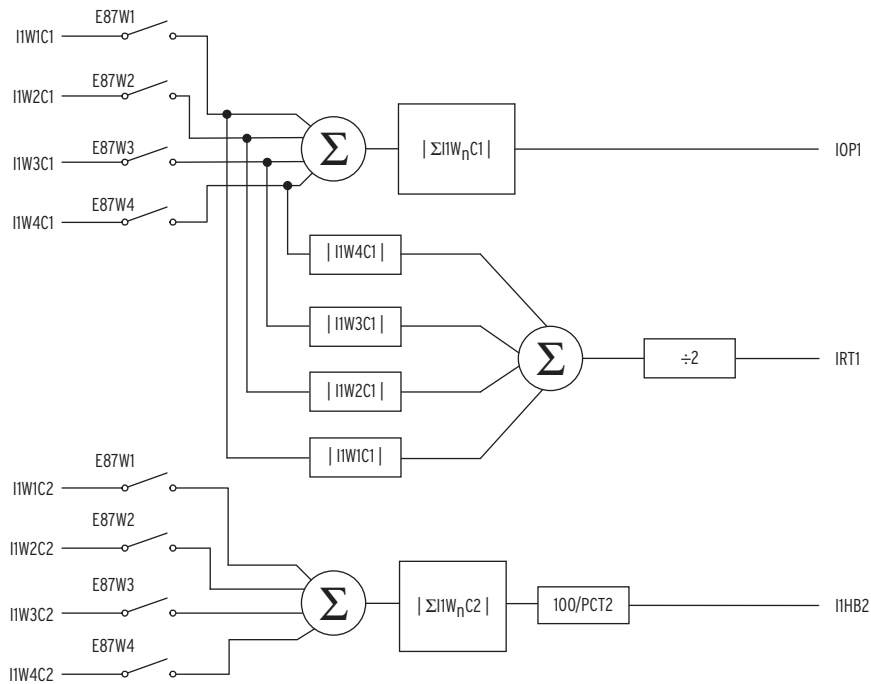 E87W1
I1W1C1
E87W2
I1W2C1
E87W3
I1W3C1
E87W4
I1W4C1
Σ
| ΣI1WnC1 |
IOP1
| I1W4C1 |
| I1W3C1 |
| I1W2C1 |
| I1W1C1 |
Σ
÷2
IRT1
E87W1
I1W1C2
E87W2
I1W2C2
E87W3
I1W3C2
E87W4
I1W4C2
Σ
| ΣI1WnC2 |
100/PCT2
I1HB2